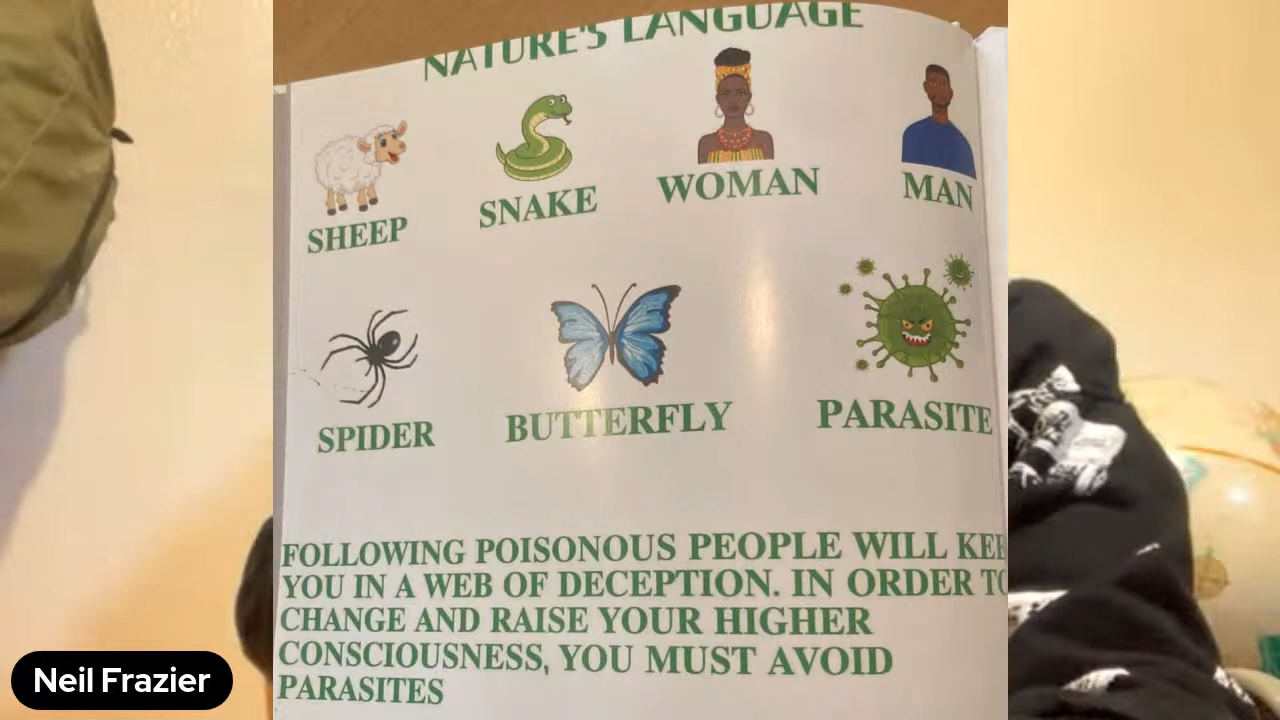 NATURE'S LANGUAGE
SHEEP
SNAKE
WOMAN
MAN
SPIDER
BUTTERFLY
PARASITE
FOLLOWING POISONOUS PEOPLE WILL
YOU IN A WEB OF DECEPTION. IN ORDER TO
CHANGE AND RAISE YOUR HIGHER
CONSCIOUSNESS, YOU MUST AVOID
PARASITES
Neil Frazier